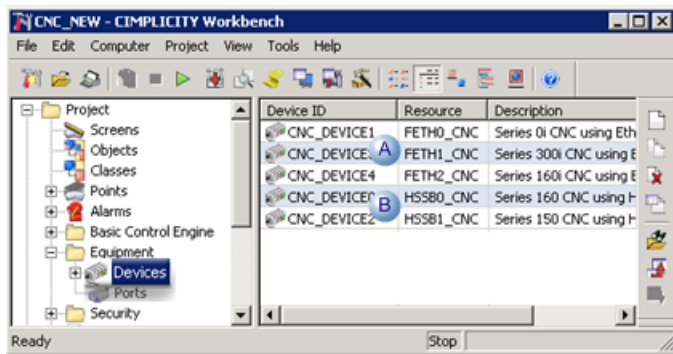 CNC_NEW - CIMPLICITY Workbench
File Edit Computer Project View Tools Help
Project
Screens
Objects
Classes
Points
Alarms
Basic Control Engine
Equipment
Devices
Ports
Security
Device ID Resource Description
CNC_DEVICE1 FETH0_CNC Series 0i CNC using Eth
CNC_DEVICE3 A FETH1_CNC Series 300i CNC using E
CNC_DEVICE4 FETH2_CNC Series 160i CNC using E
CNC_DEVICE0 B HSSB0_CNC Series 160 CNC using H
CNC_DEVICE2 HSSB1_CNC Series 150 CNC using H
Ready Stop